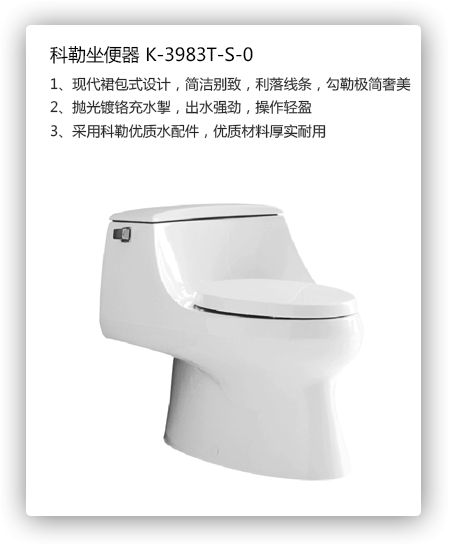 科勒坐便器 K-3983T-S-0
1、现代裙包式设计，简洁别致，利落线条，勾勒极简奢美
2、抛光镀铬充水掣，出水强劲，操作轻盈
3、采用科勒优质水配件，优质材料厚实耐用